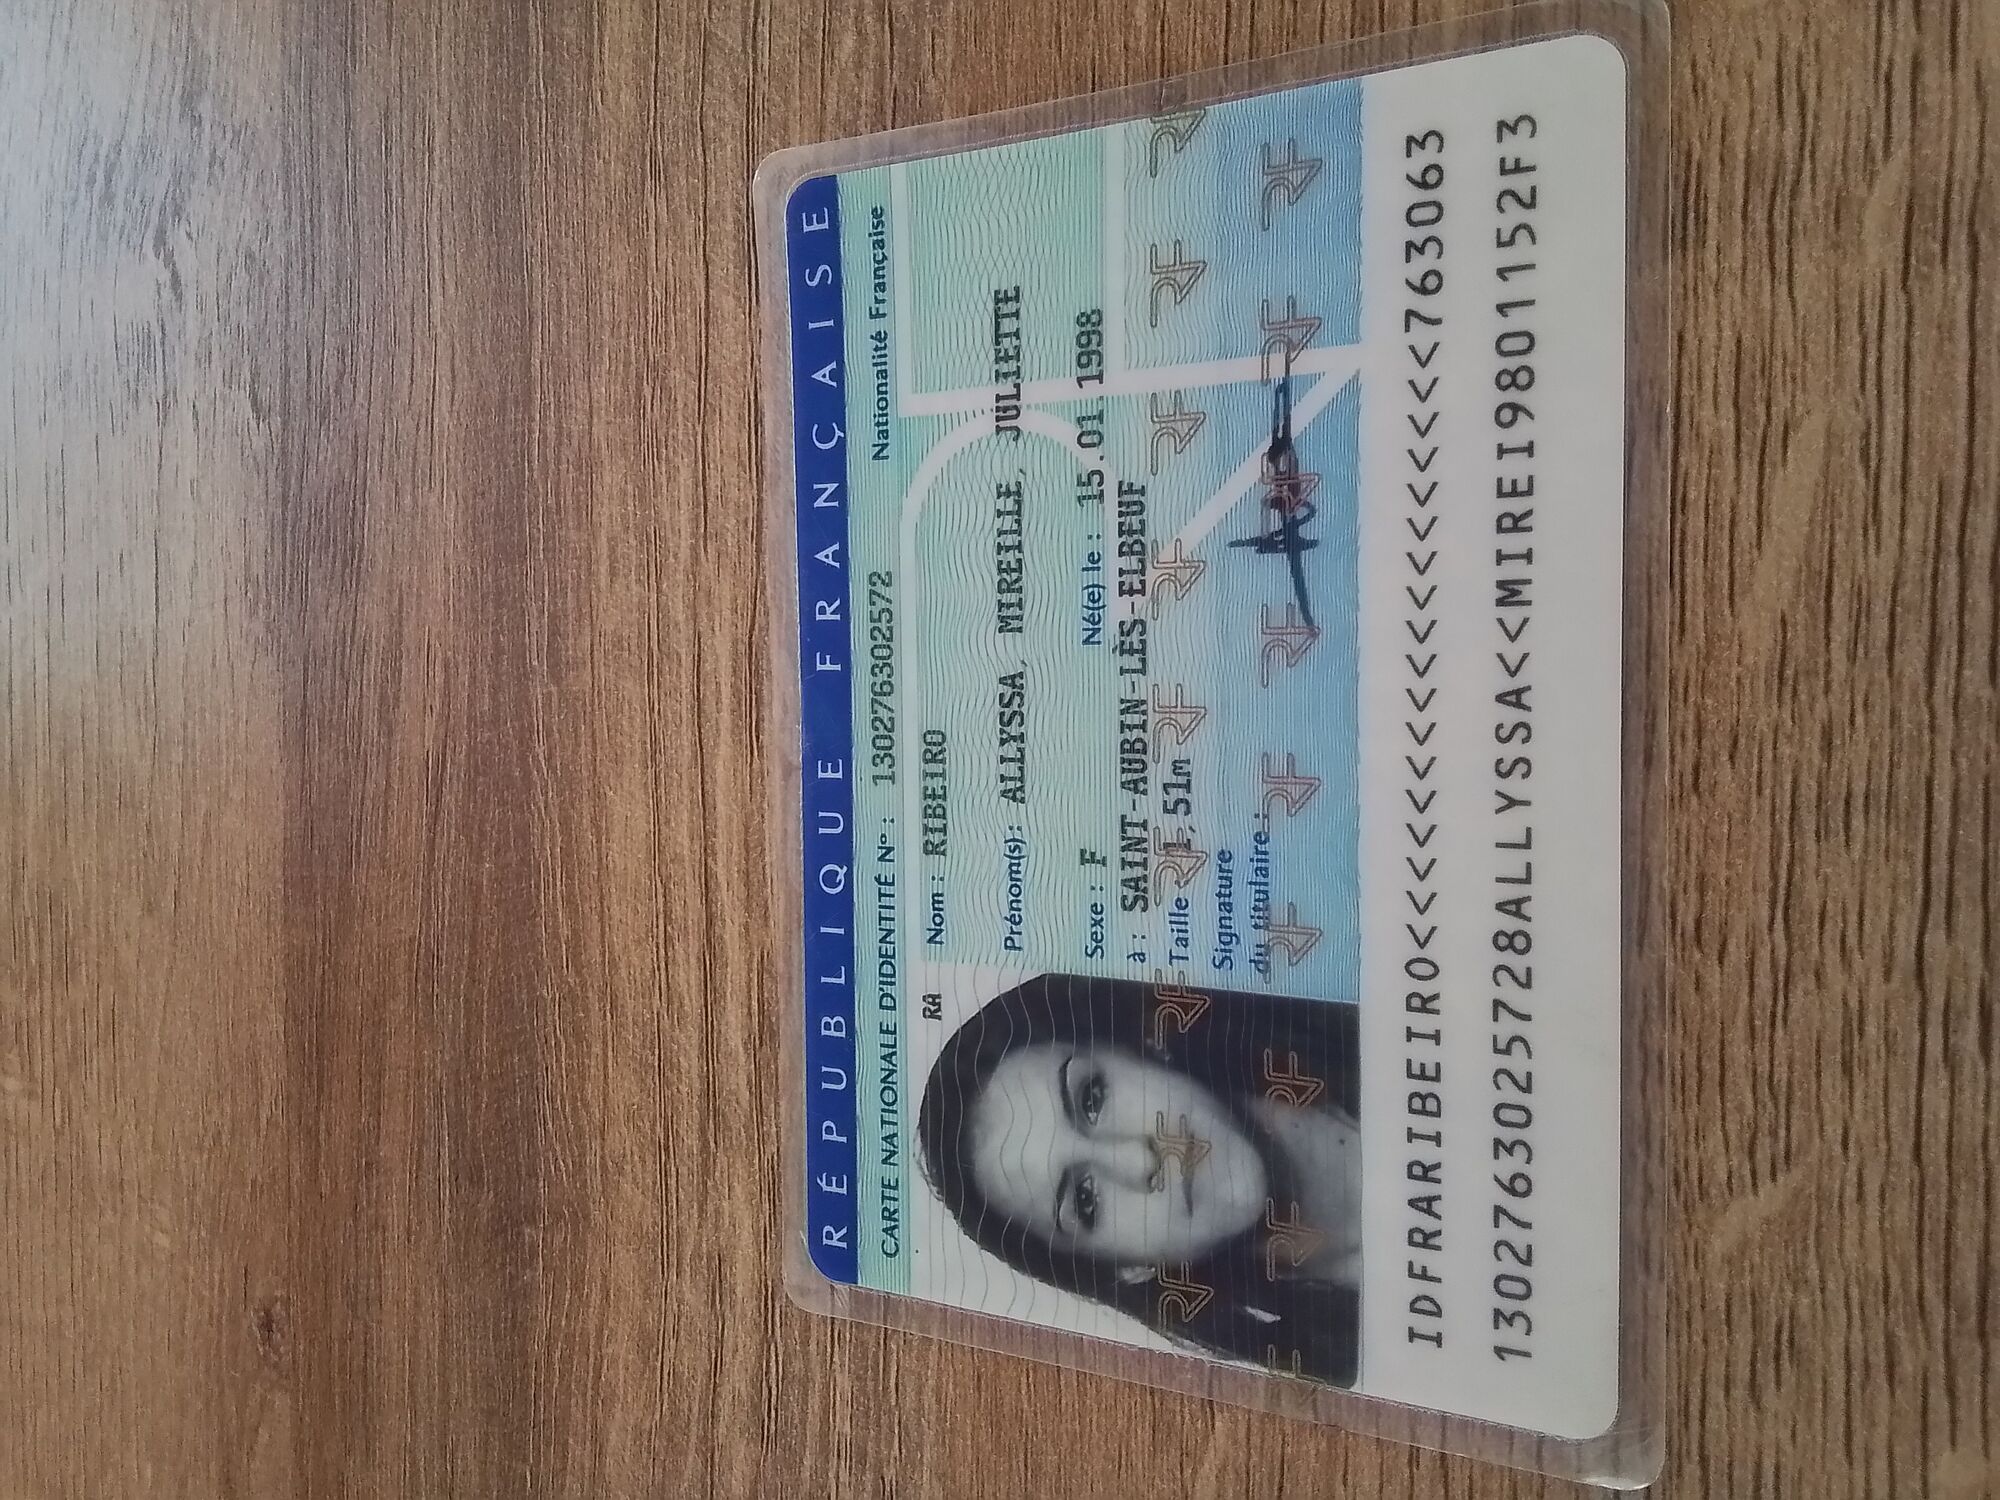 RÉPUBLIQUE FRANÇAISE
CARTE NATIONALE D'IDENTITÉ N° : 130276302572 Nationalité Française
RA
Nom : RIBEIRO
Prénom(s) : ALLYSSA, MIREILLE, JULIETTE
Sexe : F Né(e) le : 15.01.1998
à : SAINT-AUBIN-LÈS-ELBEUF
Taille : 1,51m
Signature
du titulaire :
IDFRARIBEIRO<<<<<<<<<<<<<<<<<<763063
1302763025728ALLYSSA<<MIREI9801152F3